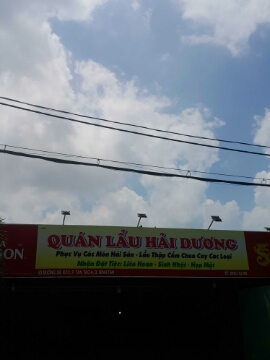 QUÁN LẨU HẢI DƯƠNG
Phục Vụ Các Món Hải Sản - Lẩu Thập Cẩm Chua Cay Các Loại
Nhận Đặt Tiệc: Liên Hoan - Sinh Nhật - Họp Mặt